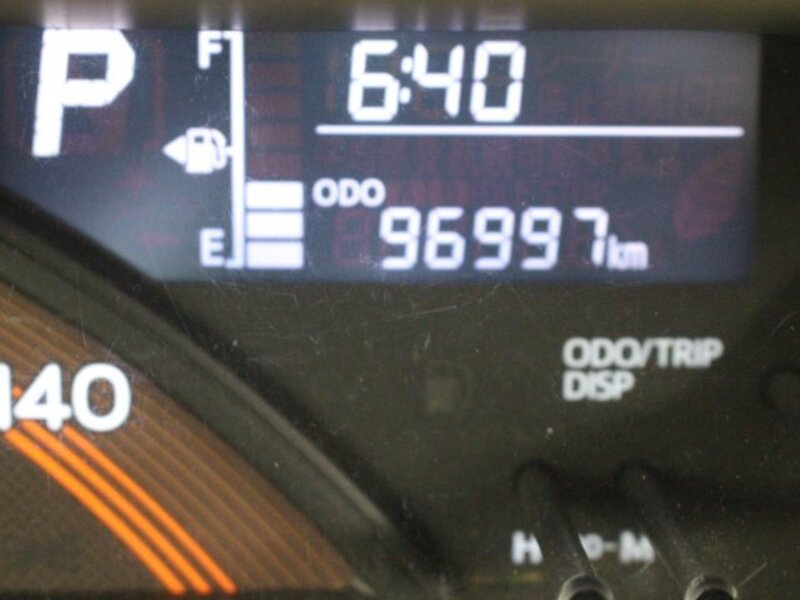 P
F
6:40
ODO
E
96997km
ODO/TRIP
DISP
140
H
M